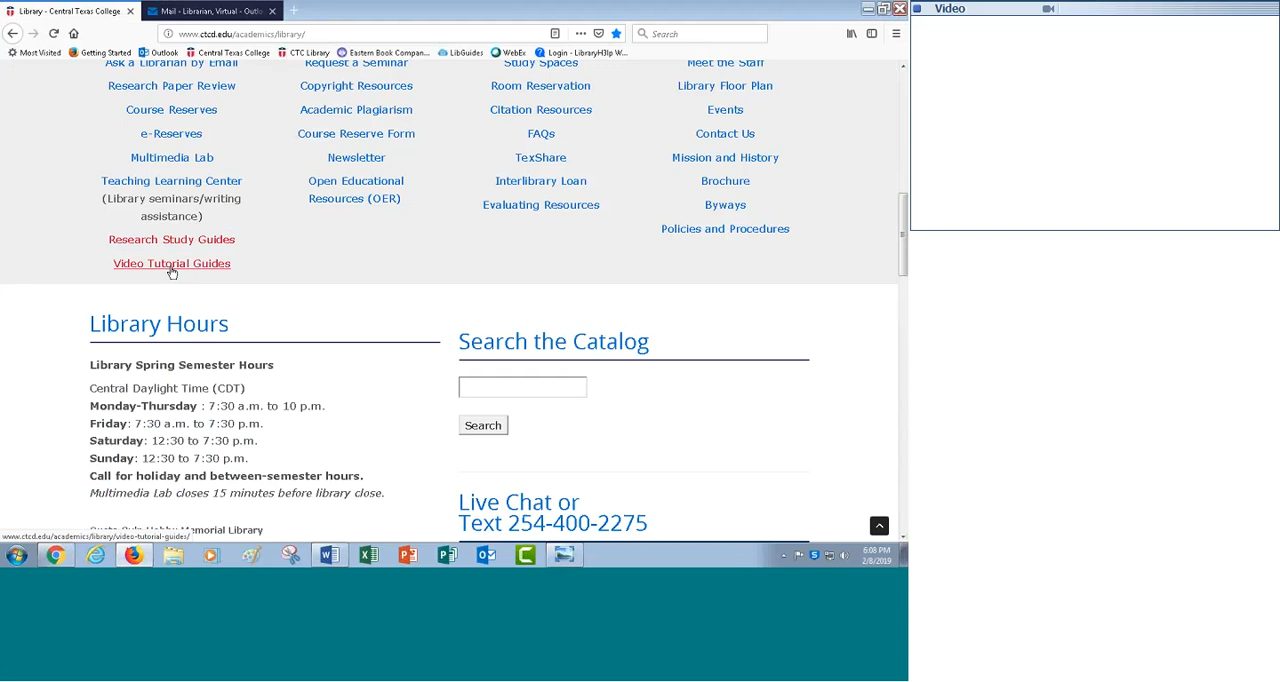 Library - Central Texas College
Mail - Librarian, Virtual - Outlo
Video
www.ctcd.edu/academics/library/
Search
Most Visited
Getting Started
Outlook
Central Texas College
CTC Library
Eastern Book Compan...
LibGuides
WebEx
Login - LibraryH3lp W...
Ask a Librarian by Email
Request a Seminar
Study Spaces
Meet the Staff
Research Paper Review
Copyright Resources
Room Reservation
Library Floor Plan
Course Reserves
Academic Plagiarism
Citation Resources
Events
e-Reserves
Course Reserve Form
FAQs
Contact Us
Multimedia Lab
Newsletter
TexShare
Mission and History
Teaching Learning Center
(Library seminars/writing
assistance)
Open Educational
Resources (OER)
Interlibrary Loan
Brochure
Evaluating Resources
Byways
Policies and Procedures
Research Study Guides
Video Tutorial Guides
Library Hours
Library Spring Semester Hours
Central Daylight Time (CDT)
Monday-Thursday : 7:30 a.m. to 10 p.m.
Friday: 7:30 a.m. to 7:30 p.m.
Saturday: 12:30 to 7:30 p.m.
Sunday: 12:30 to 7:30 p.m.
Call for holiday and between-semester hours.
Multimedia Lab closes 15 minutes before library close.
Memorial Library
Search the Catalog
Search
Live Chat or
Text 254-400-2275
www.ctcd.edu/academics/library/video-tutorial-guides/
6:08 PM
2/8/2019